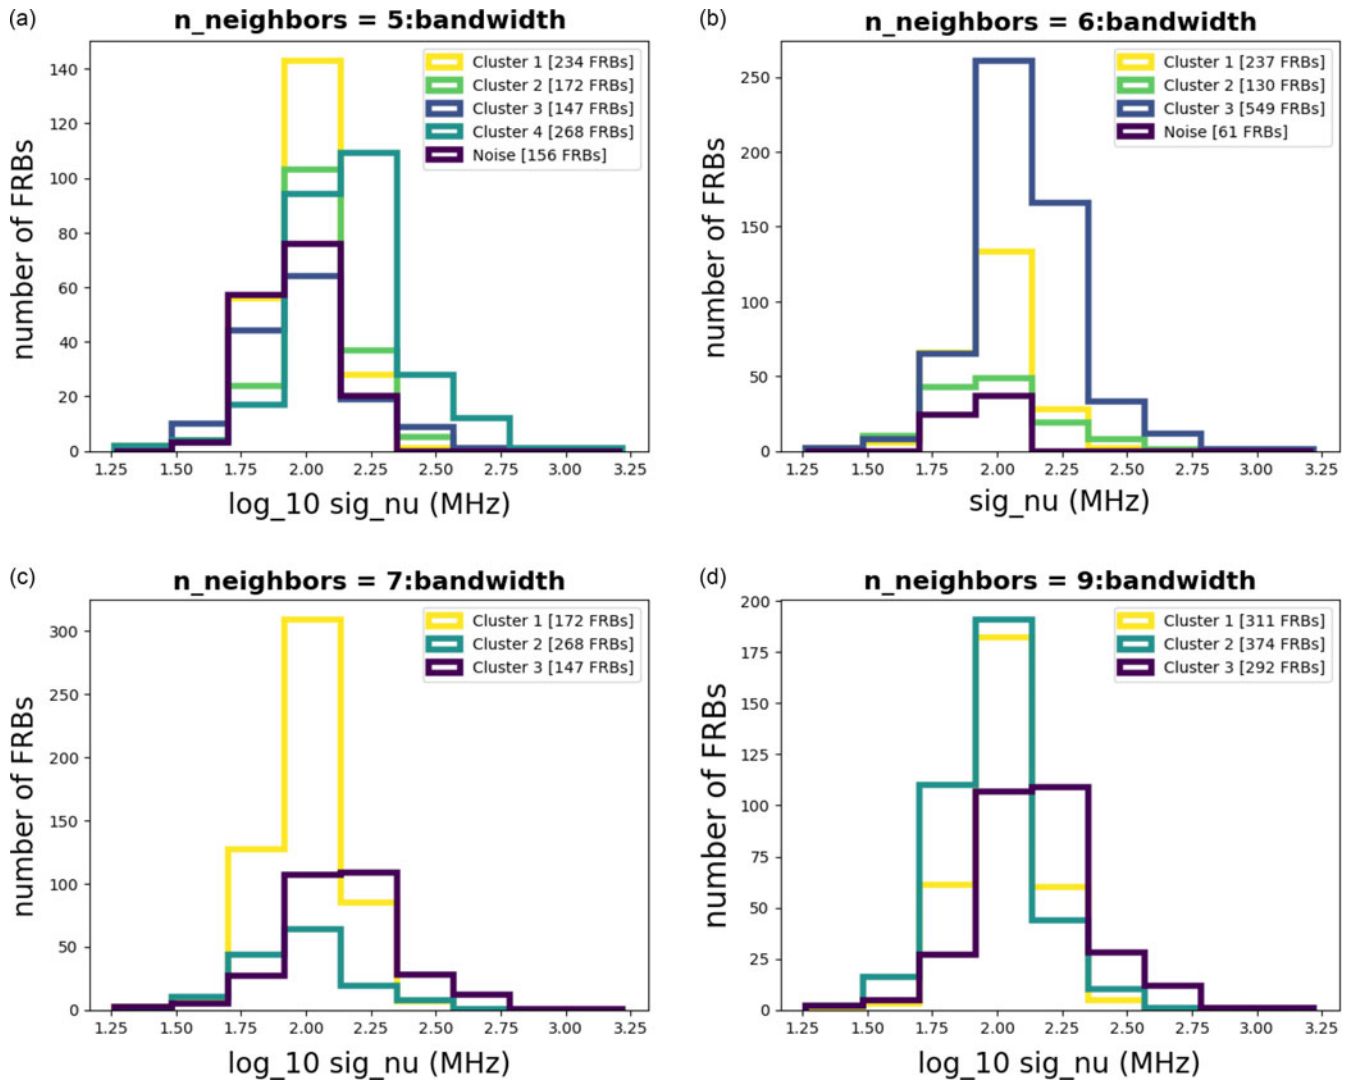 (a)
n_neighbors = 5:bandwidth
number of FRBs
140
120
100
80
60
40
20
0
Cluster 1 [234 FRBs]
Cluster 2 [172 FRBs]
Cluster 3 [147 FRBs]
Cluster 4 [268 FRBs]
Noise [156 FRBs]
1.25 1.50 1.75 2.00 2.25 2.50 2.75 3.00 3.25
log_10 sig_nu (MHz)
(b)
n_neighbors = 6:bandwidth
number of FRBs
250
200
150
100
50
0
Cluster 1 [237 FRBs]
Cluster 2 [130 FRBs]
Cluster 3 [549 FRBs]
Noise [61 FRBs]
1.25 1.50 1.75 2.00 2.25 2.50 2.75 3.00 3.25
sig_nu (MHz)
(c)
n_neighbors = 7:bandwidth
number of FRBs
300
250
200
150
100
50
0
Cluster 1 [172 FRBs]
Cluster 2 [268 FRBs]
Cluster 3 [147 FRBs]
1.25 1.50 1.75 2.00 2.25 2.50 2.75 3.00 3.25
log_10 sig_nu (MHz)
(d)
n_neighbors = 9:bandwidth
number of FRBs
200
175
150
125
100
75
50
25
0
Cluster 1 [311 FRBs]
Cluster 2 [374 FRBs]
Cluster 3 [292 FRBs]
1.25 1.50 1.75 2.00 2.25 2.50 2.75 3.00 3.25
log_10 sig_nu (MHz)